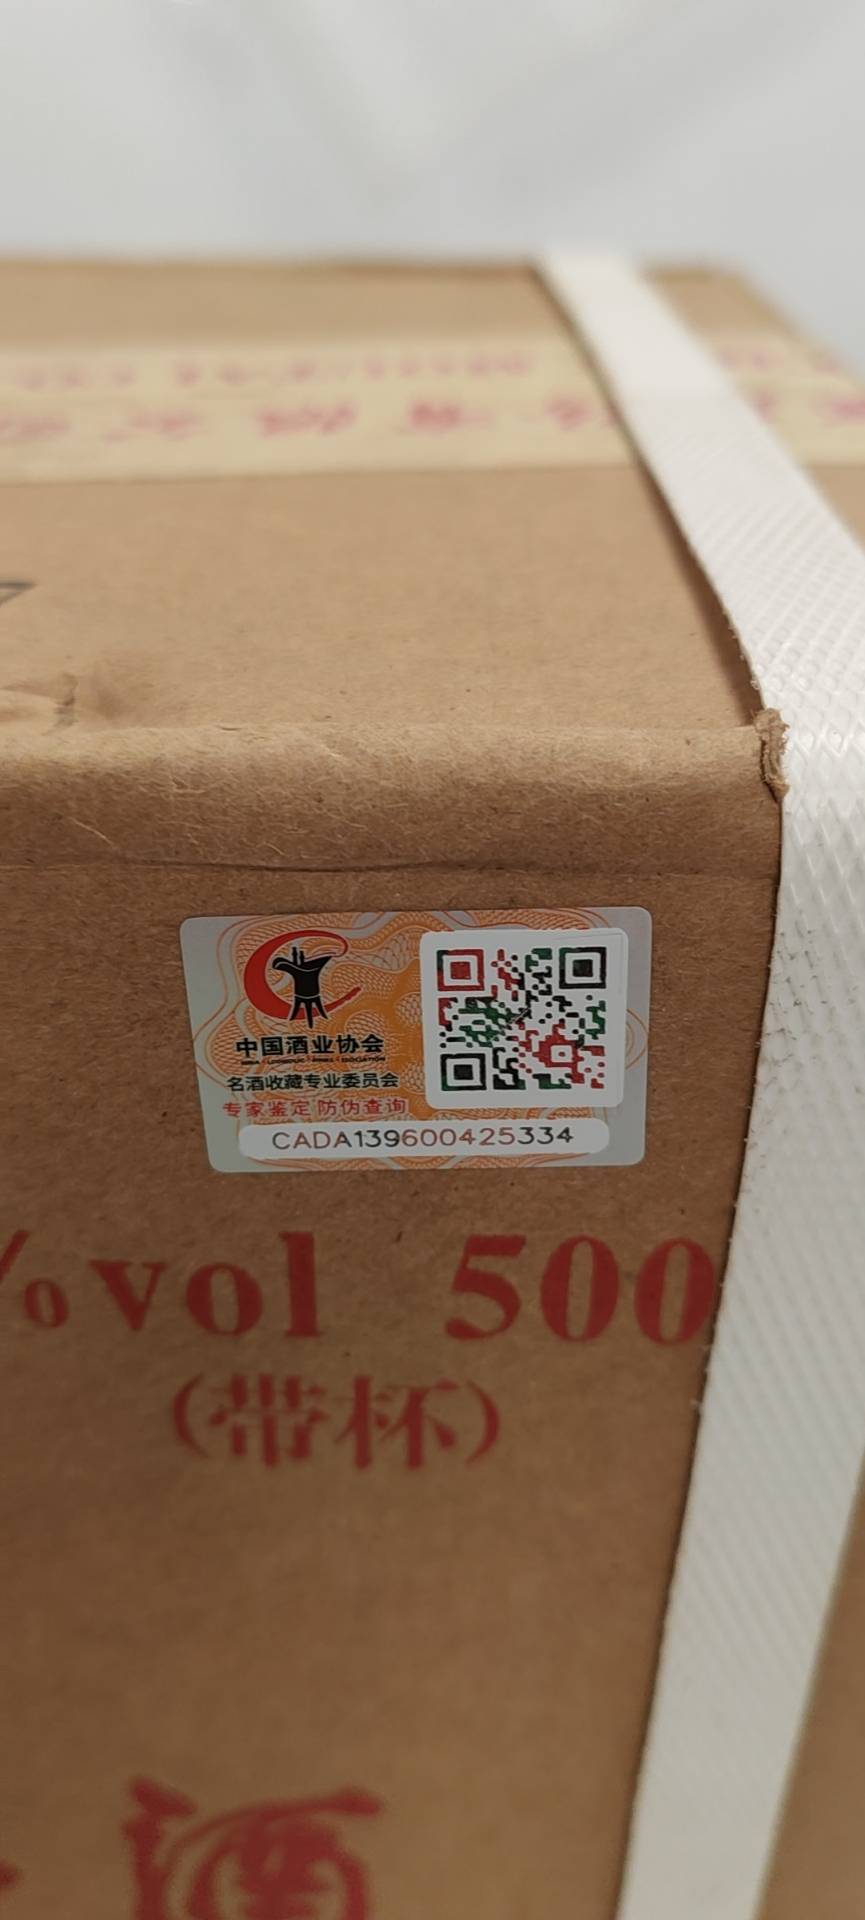 中国酒业协会
名酒收藏专业委员会
专家鉴定 防伪查询
CADA139600425334
%vol 500
(带杯)
酒